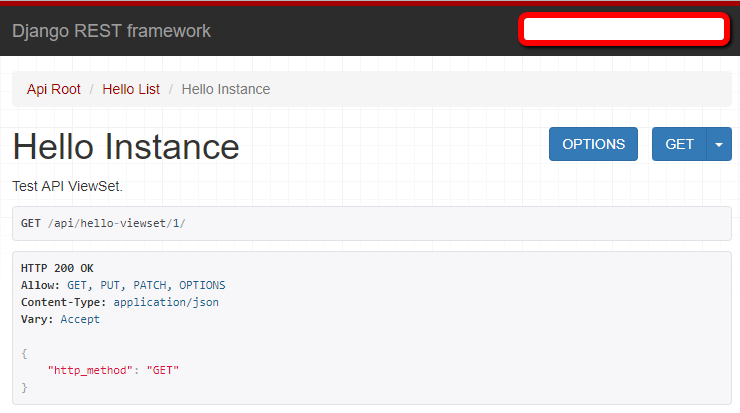 Django REST framework
Api Root / Hello List / Hello Instance
Hello Instance
OPTIONS
GET
Test API ViewSet.
GET /api/hello-viewset/1/
HTTP 200 OK
Allow: GET, PUT, PATCH, OPTIONS
Content-Type: application/json
Vary: Accept
{
    "http_method": "GET"
}